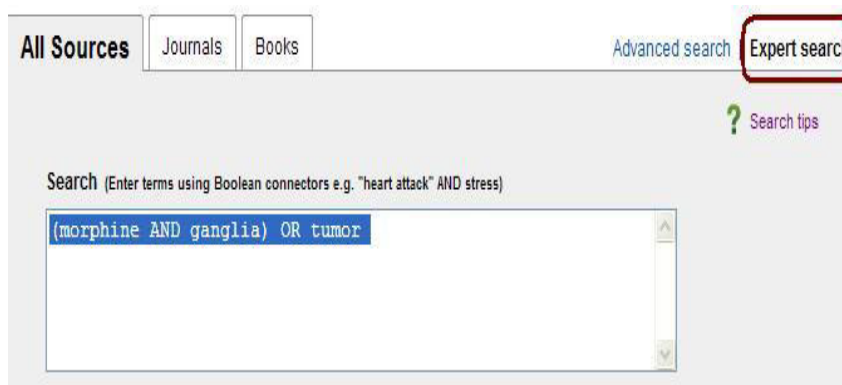 All Sources Journals Books Advanced search Expert searc
? Search tips
Search (Enter terms using Boolean connectors e.g. "heart attack" AND stress)
(morphine AND ganglia) OR tumor